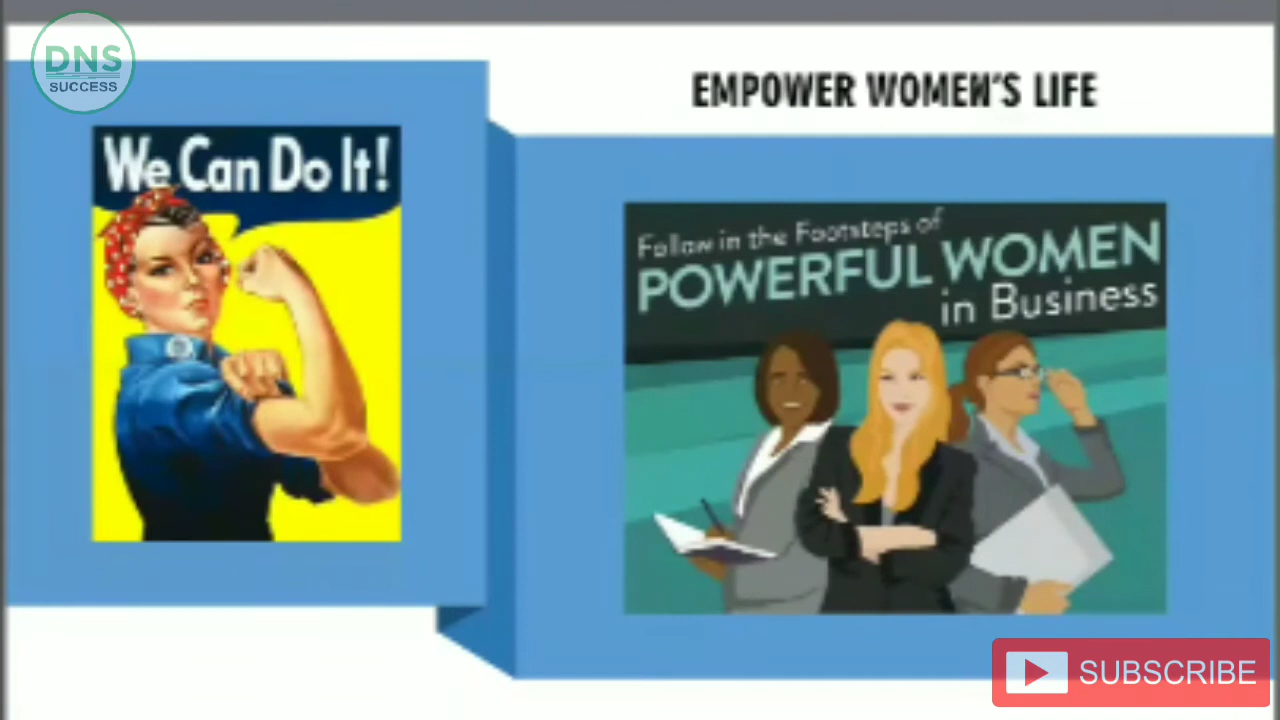 DNS
SUCCESS
EMPOWER WOMEN'S LIFE
We Can Do It!
Follow in the Footsteps of
POWERFUL WOMEN
in Business
SUBSCRIBE